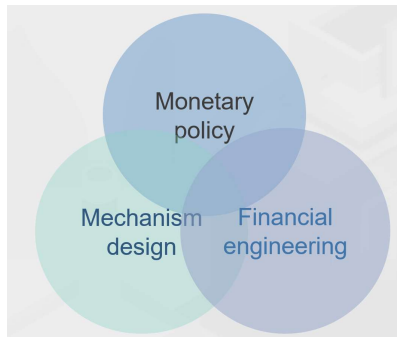 Monetary
policy
Mechanism
design
Financial
engineering